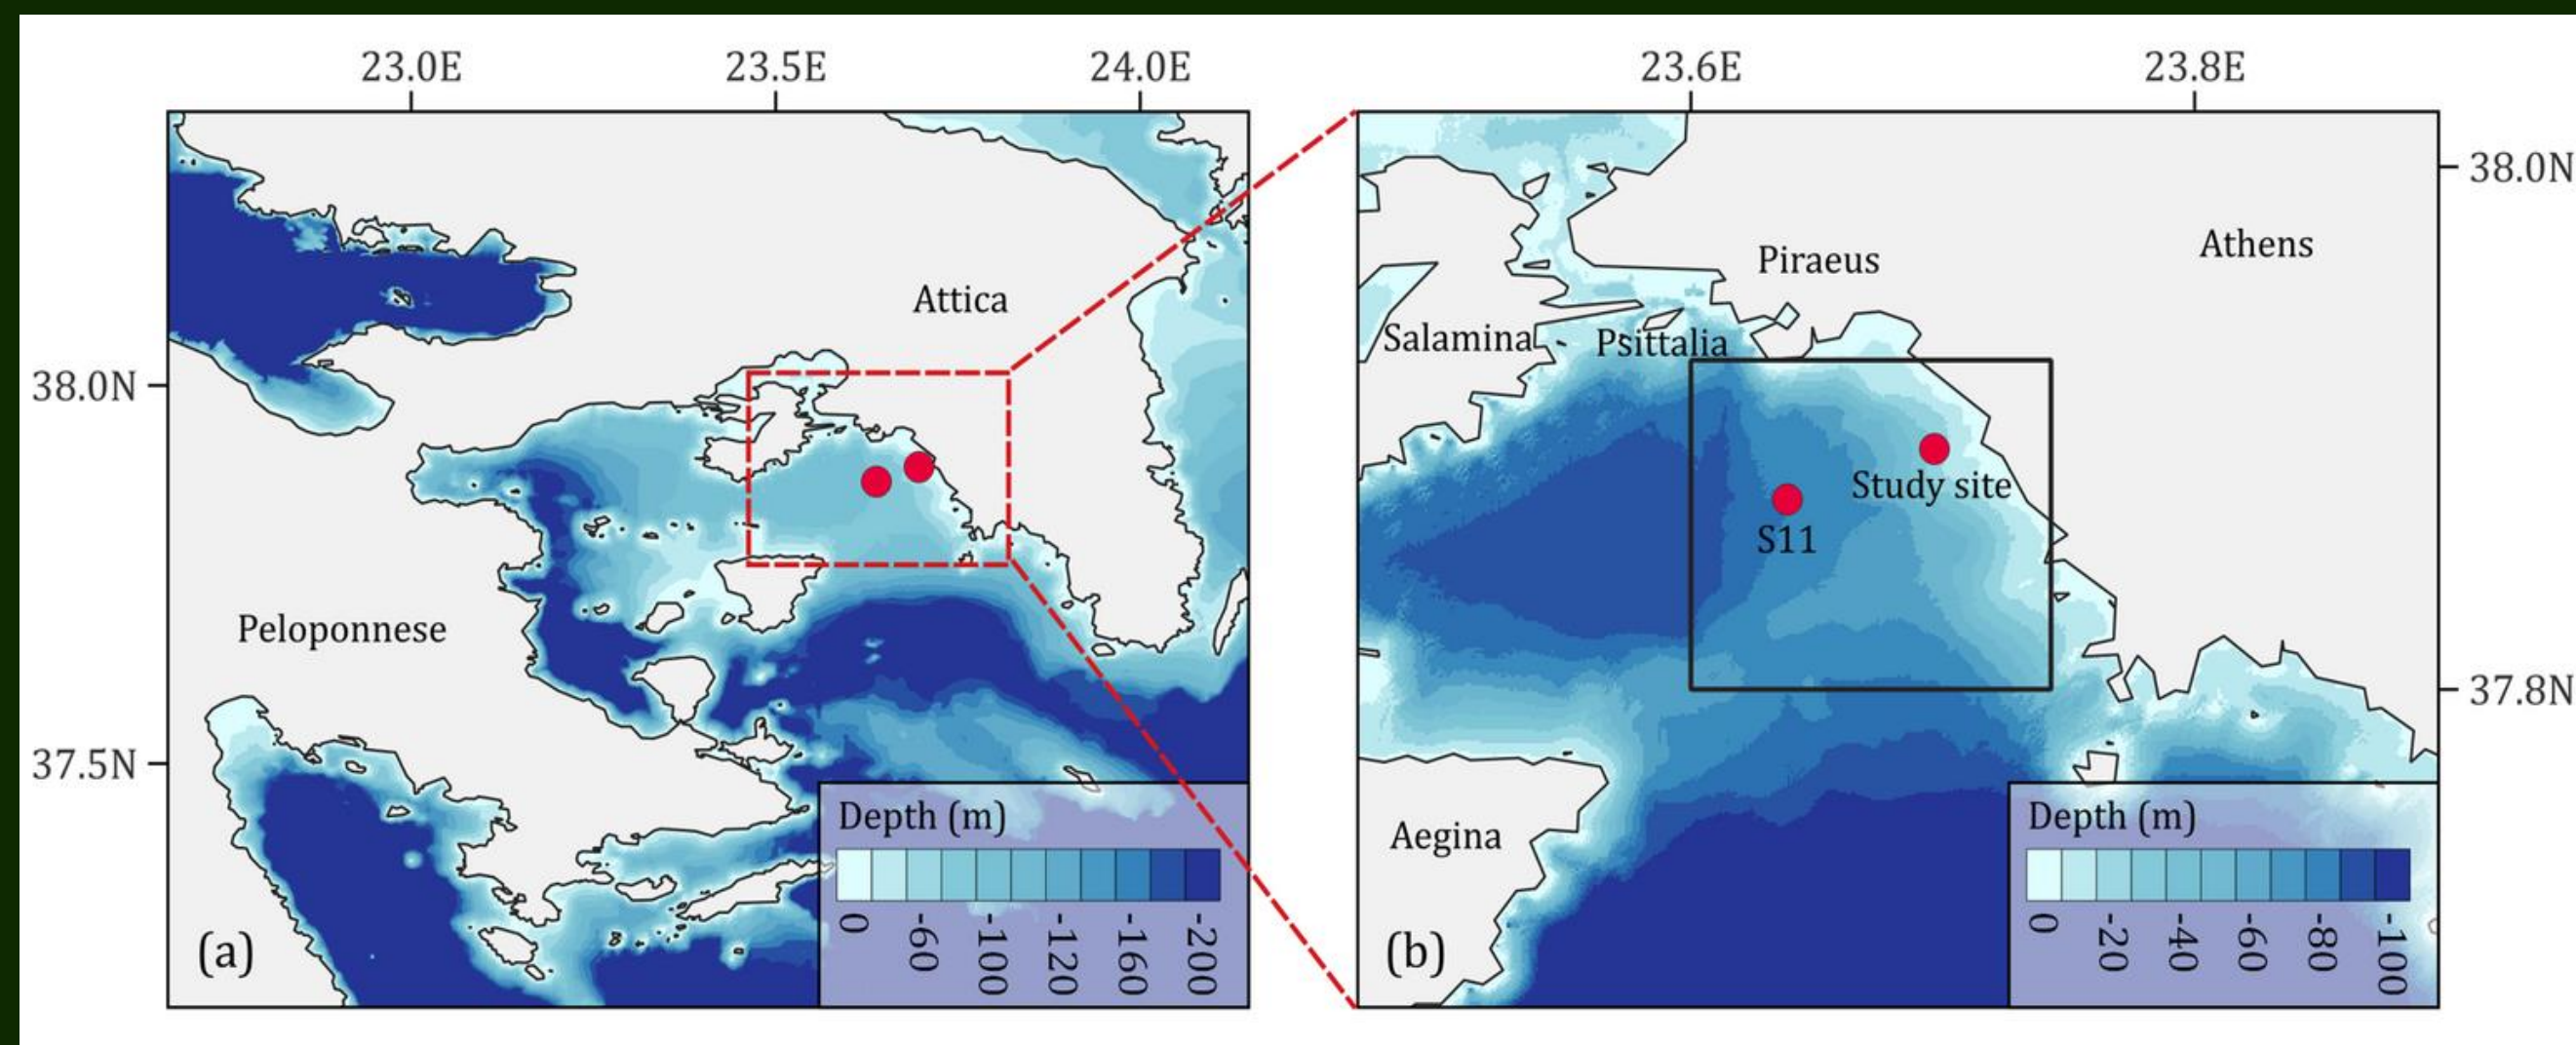 23.0E 23.5E 24.0E
23.6E 23.8E
38.0N
37.5N
Attica
Peloponnese
Depth (m)
0 -60 -100 -120 -160 -200
(a)
38.0N
37.8N
Piraeus
Athens
Salamina
Psittalia
Study site
S11
Aegina
Depth (m)
0 -20 -40 -60 -80 -100
(b)